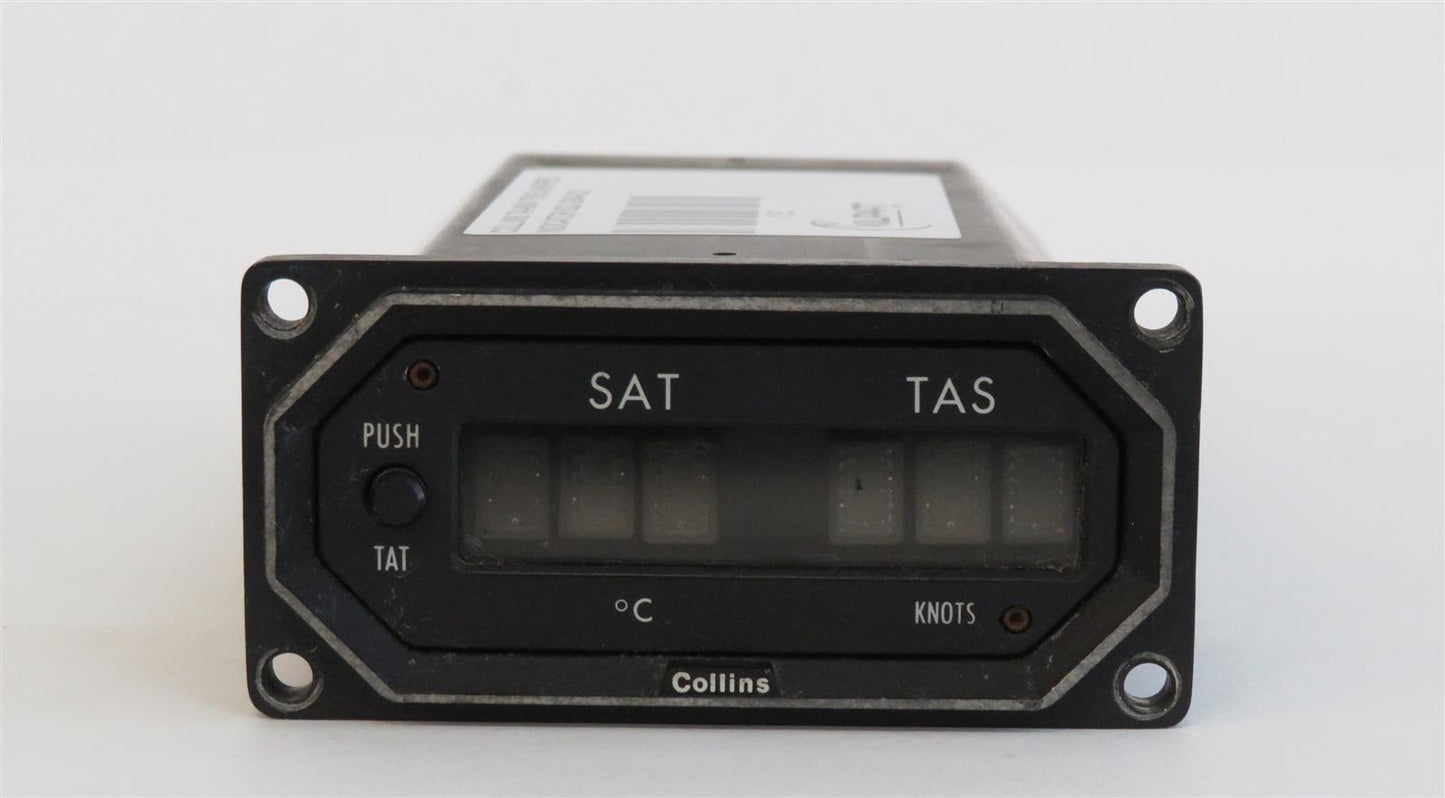 SAT
TAS
PUSH
TAT
°C
KNOTS
Collins